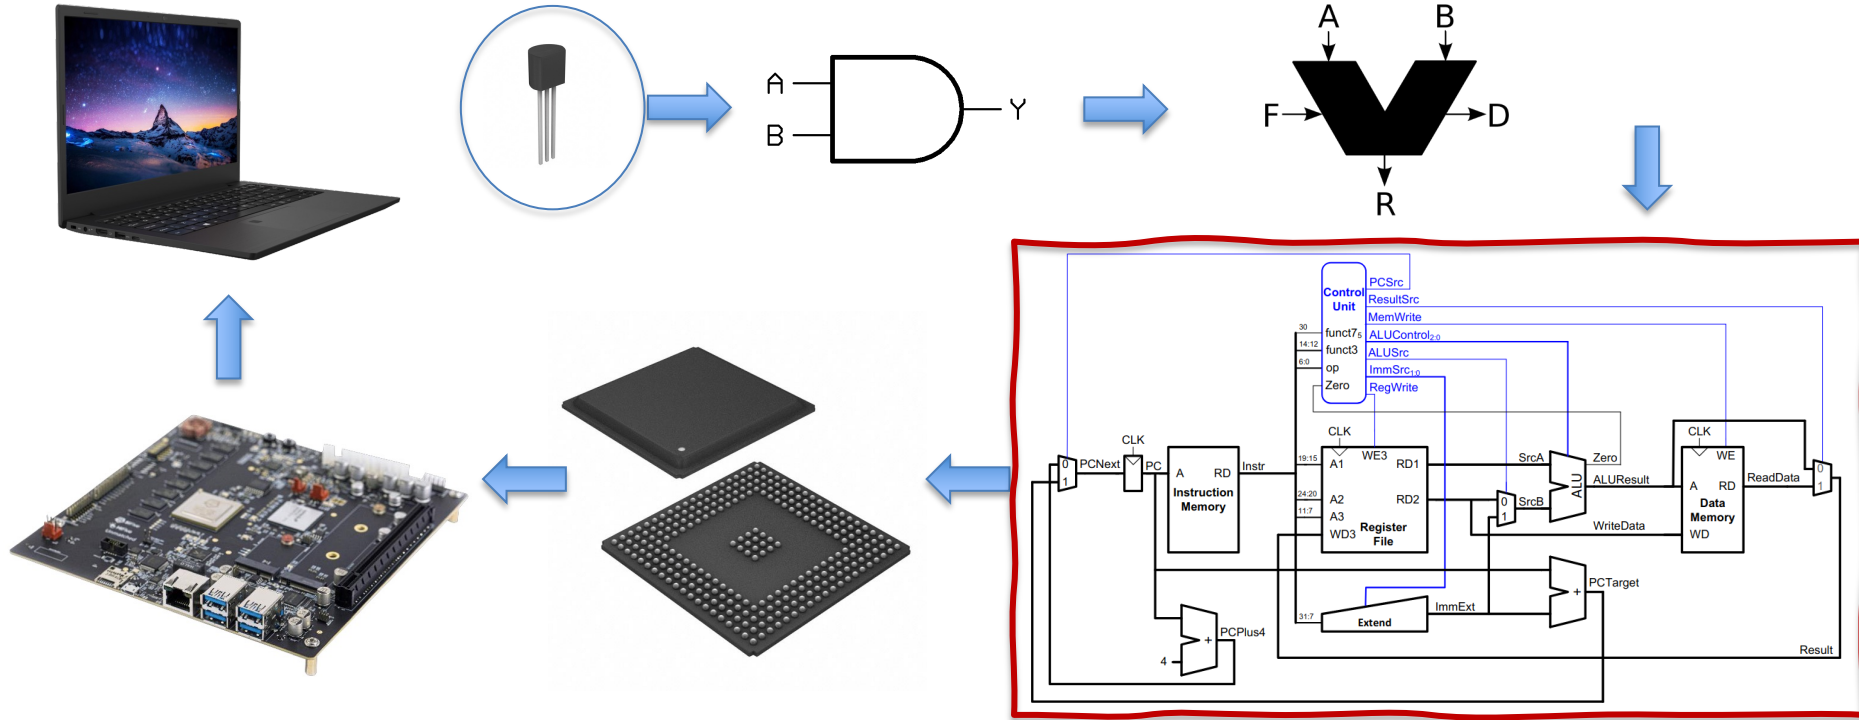 A
B
Y
A
B
F
D
R
Control
Unit
PCSrc
ResultSrc
MemWrite
ALUControl2:0
ALUSrc
ImmSrc1:0
RegWrite
30
funct75
14:12
funct3
6:0
op
Zero
CLK
CLK
CLK
0
1
PCNext
PC
A
RD
Instr
Instruction
Memory
19:15
A1
WE3
RD1
24:20
A2
RD2
11:7
A3
WD3
Register
File
SrcA
0
1
SrcB
ALU
Zero
ALUResult
WE
A
RD
Data
Memory
WD
ReadData
WriteData
0
1
PCTarget
+
31:7
Extend
ImmExt
PCPlus4
+
4
Result